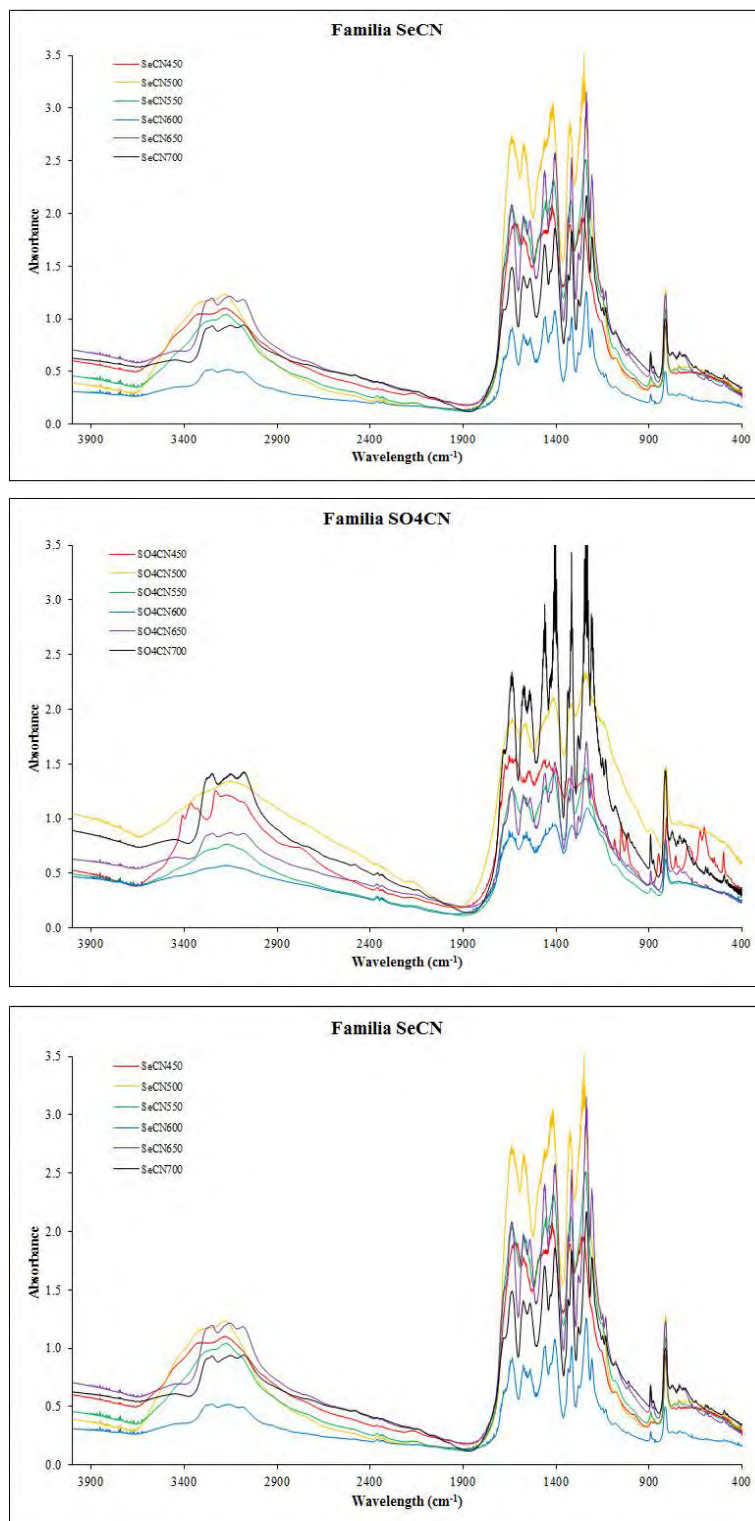 Familia SeCN
3.5
SeCN450
SeCN500
3.0
SeCN550
SeCN600
2.5
SeCN650
SeCN700
2.0
Absorbance
1.5
1.0
0.5
0.0
3900 3400 2900 2400 1900 1400 900 400
Wavelength (cm-1)
Familia SO4CN
3.5
SO4CN450
SO4CN500
3.0
SO4CN550
SO4CN600
2.5
SO4CN650
SO4CN700
2.0
Absorbance
1.5
1.0
0.5
0.0
3900 3400 2900 2400 1900 1400 900 400
Wavelength (cm-1)
Familia SeCN
3.5
SeCN450
SeCN500
3.0
SeCN550
SeCN600
2.5
SeCN650
SeCN700
2.0
Absorbance
1.5
1.0
0.5
0.0
3900 3400 2900 2400 1900 1400 900 400
Wavelength (cm-1)